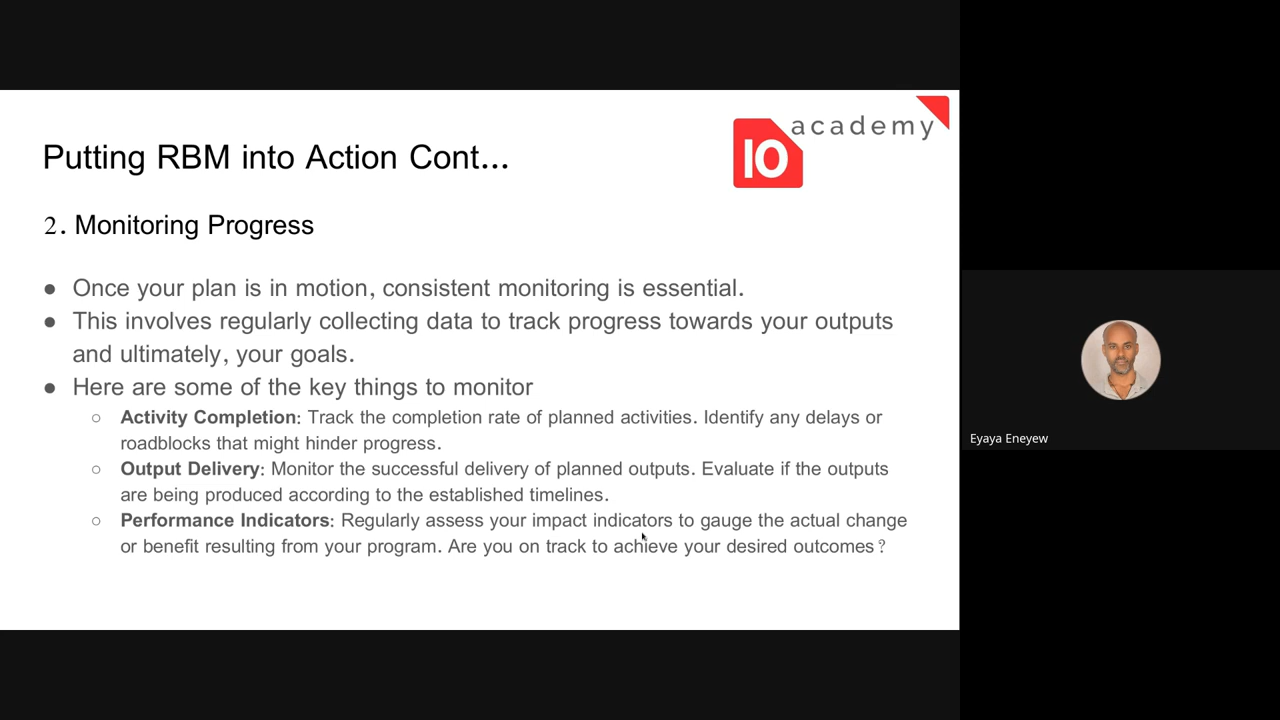 academy
10
Putting RBM into Action Cont...
2. Monitoring Progress
● Once your plan is in motion, consistent monitoring is essential.
● This involves regularly collecting data to track progress towards your outputs
and ultimately, your goals.
● Here are some of the key things to monitor
○ Activity Completion: Track the completion rate of planned activities. Identify any delays or
roadblocks that might hinder progress.
○ Output Delivery: Monitor the successful delivery of planned outputs. Evaluate if the outputs
are being produced according to the established timelines.
○ Performance Indicators: Regularly assess your impact indicators to gauge the actual change
or benefit resulting from your program. Are you on track to achieve your desired outcomes?
Eyaya Eneyew